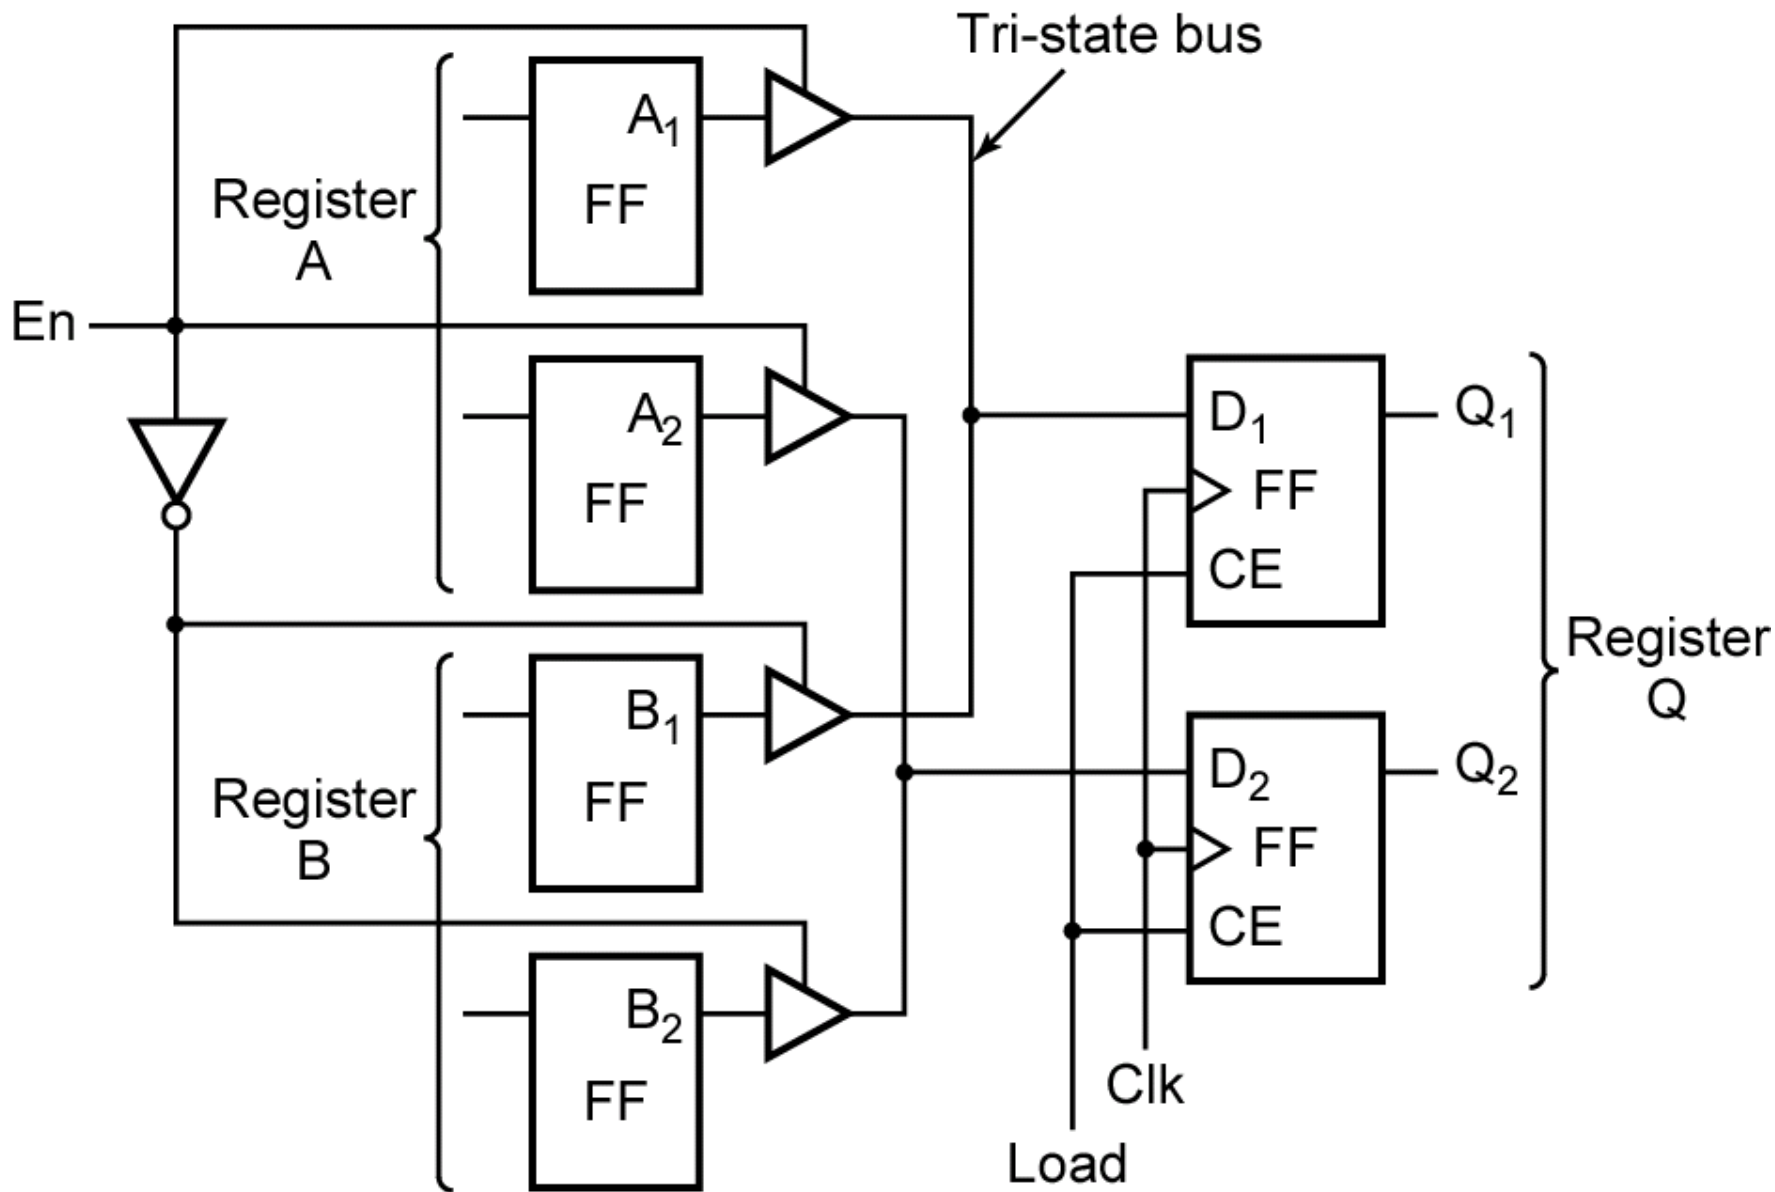 Tri-state bus
A1
FF
Register
A
En
A2
FF
D1
Q1
FF
CE
B1
FF
Register
B
Register
Q
D2
Q2
FF
CE
B2
FF
Clk
Load